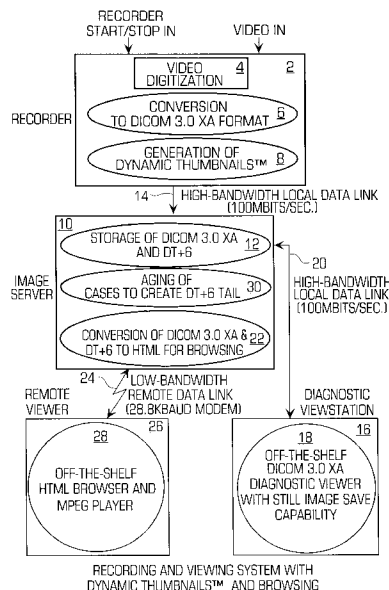 RECORDER
START/STOP IN
VIDEO IN
2
VIDEO
DIGITIZATION
4
CONVERSION
TO DICOM 3.0 XA FORMAT
6
RECORDER
GENERATION OF
DYNAMIC THUMBNAILS™
8
14
HIGH-BANDWIDTH LOCAL DATA LINK
(100MBITS/SEC.)
10
STORAGE OF DICOM 3.0 XA
AND DT+6
12
20
IMAGE
SERVER
AGING OF
CASES TO CREATE DT+6 TAIL
30
HIGH-BANDWIDTH
LOCAL DATA LINK
(100MBITS/SEC.)
CONVERSION OF DICOM 3.0 XA &
DT+6 TO HTML FOR BROWSING
22
24
LOW-BANDWIDTH
REMOTE DATA LINK
(28.8KBAUD MODEM)
REMOTE
VIEWER
DIAGNOSTIC
VIEWSTATION
28
26
OFF-THE-SHELF
HTML BROWSER AND
MPEG PLAYER
18
16
OFF-THE-SHELF
DICOM 3.0 XA
DIAGNOSTIC VIEWER
WITH STILL IMAGE SAVE
CAPABILITY
RECORDING AND VIEWING SYSTEM WITH
DYNAMIC THUMBNAILS™ AND BROWSING